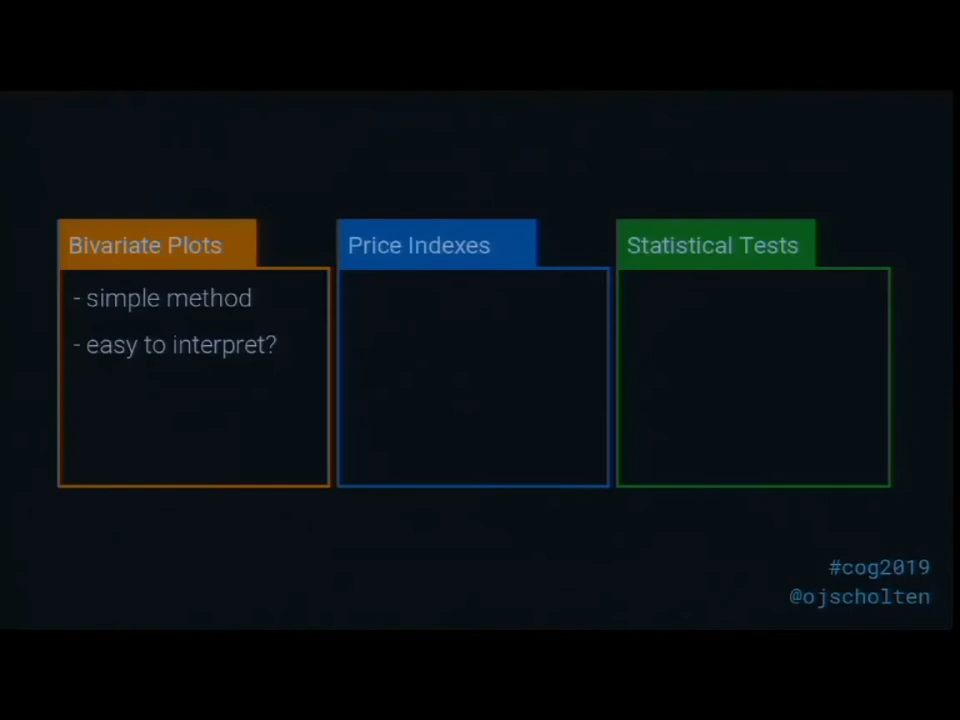 Bivariate Plots
- simple method
- easy to interpret?
Price Indexes
Statistical Tests
#cog2019
@ojscholten